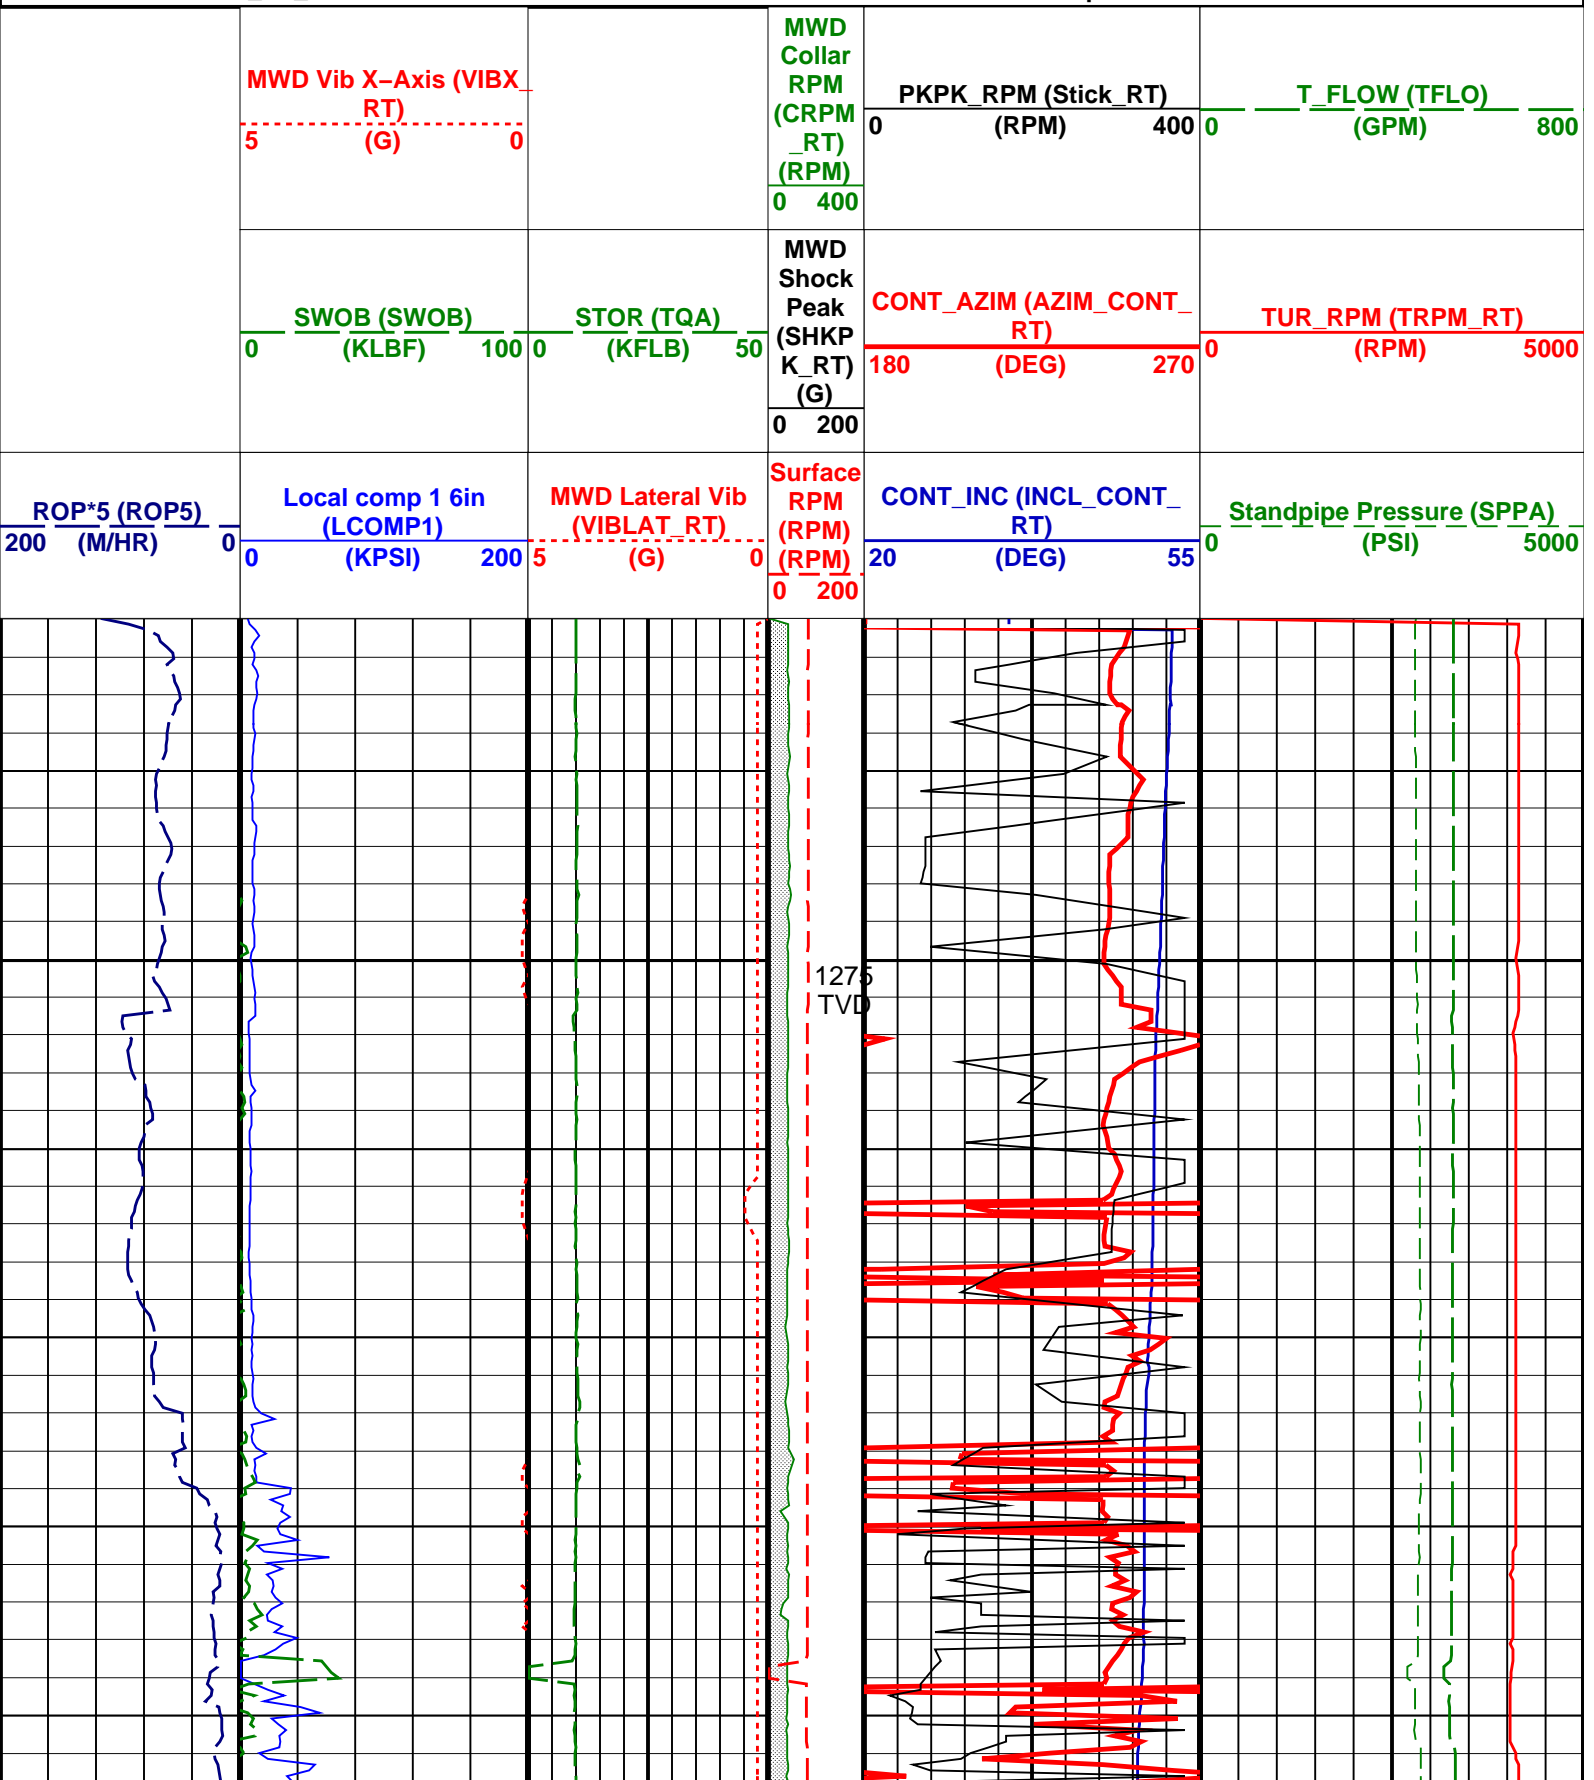 MWD Vib X−Axis (VIBX_
RT)
5 (G) 0
MWD
Collar
RPM
(CRPM
_RT)
(RPM)
0 400
PKPK_RPM (Stick_RT)
0 (RPM) 400
T_FLOW (TFLO)
0 (GPM) 800
SWOB (SWOB)
0 (KLBF) 100
STOR (TQA)
0 (KFLB) 50
MWD
Shock
Peak
(SHKP
K_RT)
(G)
0 200
CONT_AZIM (AZIM_CONT_
RT)
180 (DEG) 270
TUR_RPM (TRPM_RT)
0 (RPM) 5000
ROP*5 (ROP5)
200 (M/HR) 0
Local comp 1 6in
(LCOMP1)
0 (KPSI) 200
MWD Lateral Vib
(VIBLAT_RT)
5 (G) 0
Surface
RPM
(RPM)
(RPM)
0 200
CONT_INC (INCL_CONT_
RT)
20 (DEG) 55
Standpipe Pressure (SPPA)
0 (PSI) 5000
1275
TVD